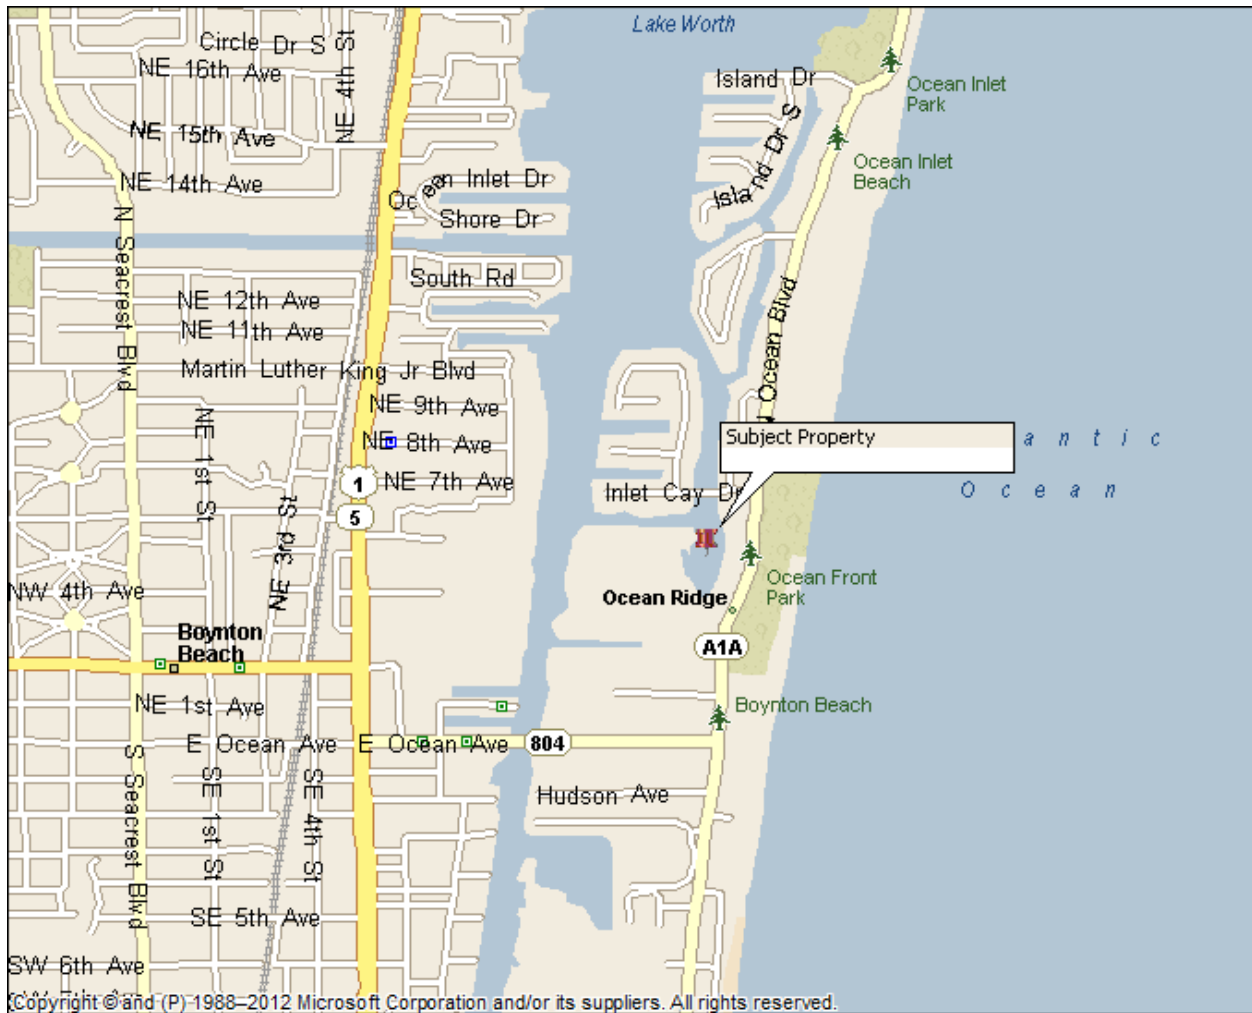 Lake Worth
Circle Dr S
NE 4th St
NE 16th Ave
Island Dr
Ocean Inlet
Park
NE 15th Ave
Island Dr S
Ocean Inlet
Beach
NE 14th Ave
Ocean Inlet Dr
Shore Dr
N Seacrest Blvd
South Rd
NE 12th Ave
Ocean Blvd
NE 11th Ave
Martin Luther King Jr Blvd
NE 9th Ave
NE 1st St
NE 8th Ave
Subject Property
antic
Ocean
1
NE 7th Ave
Inlet Cay Dr
5
NE 3rd St
NW 4th Ave
Ocean Front
Park
Ocean Ridge
Boynton
Beach
A1A
NE 1st Ave
Boynton Beach
E Ocean Ave
E Ocean Ave
804
S Seacrest Blvd
SE 1st St
SE 4th St
Hudson Ave
SE 5th Ave
SW 6th Ave
Copyright © and (P) 1988–2012 Microsoft Corporation and/or its suppliers. All rights reserved.